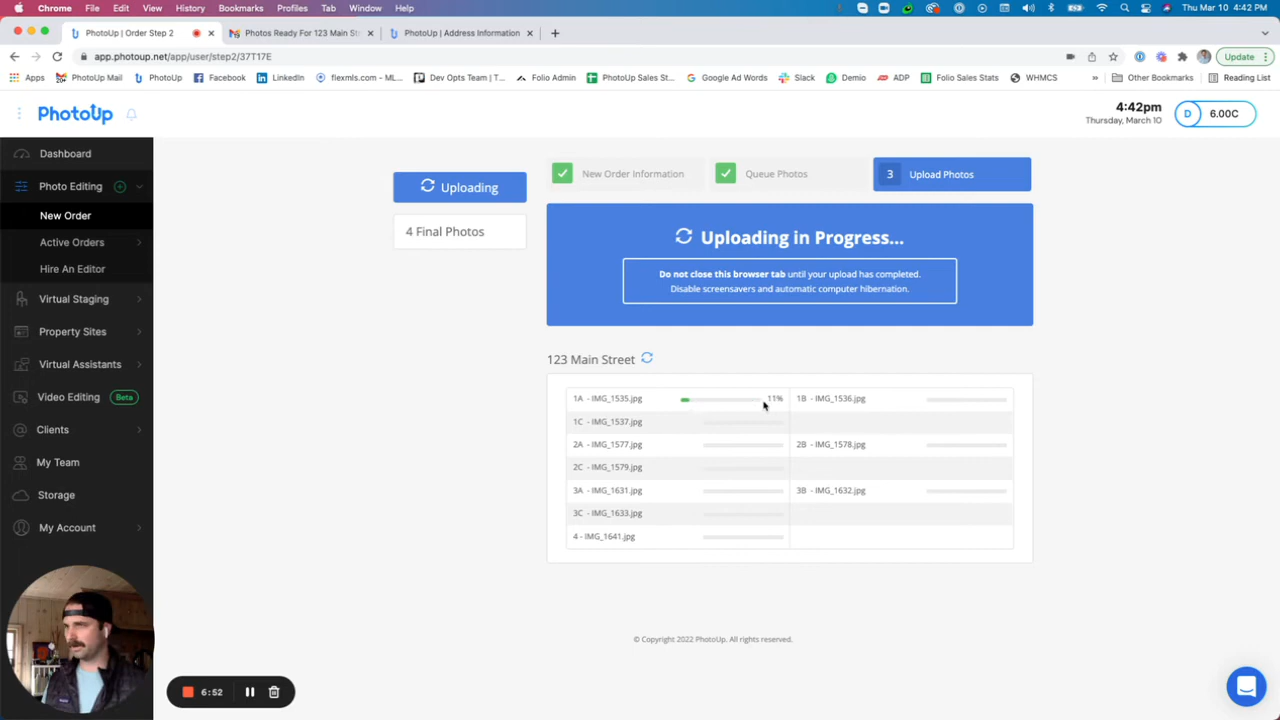 Chrome File Edit View History Bookmarks Profiles Tab Window Help
Thu Mar 10 4:42 PM
PhotoUp | Order Step 2
Photos Ready For 123 Main St
PhotoUp | Address Information
app.photoup.net/app/user/step2/37T17E
Update
Apps
PhotoUp Mail
PhotoUp
Facebook
LinkedIn
flexmls.com - ML...
Dev Opts Team | T...
Folio Admin
PhotoUp Sales St...
Google Ad Words
Slack
Demio
ADP
Folio Sales Stats
WHMCS
»
Other Bookmarks
Reading List
PhotoUp
4:42pm
Thursday, March 10
D 6.00C
Dashboard
Photo Editing
New Order
Active Orders
Hire An Editor
Virtual Staging
Property Sites
Virtual Assistants
Video Editing Beta
Clients
My Team
Storage
My Account
Uploading
4 Final Photos
New Order Information
Queue Photos
3 Upload Photos
Uploading in Progress...
Do not close this browser tab until your upload has completed.
Disable screensavers and automatic computer hibernation.
123 Main Street
1A - IMG_1535.jpg 11%
1B - IMG_1536.jpg
1C - IMG_1537.jpg
2A - IMG_1577.jpg
2B - IMG_1578.jpg
2C - IMG_1579.jpg
3A - IMG_1631.jpg
3B - IMG_1632.jpg
3C - IMG_1633.jpg
4 - IMG_1641.jpg
© Copyright 2022 PhotoUp. All rights reserved.
6:52